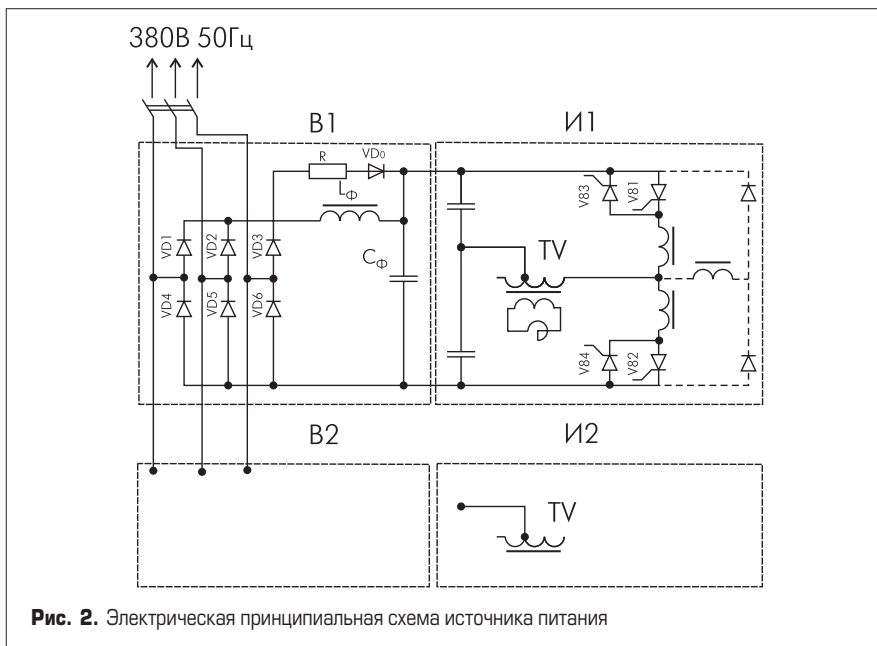 380В 50Гц
В1
И1
R
VD₀
Lф
VD1
VD2
VD3
Cф
VD4
VD5
VD6
V83
V81
TV
V84
V82
В2
И2
TV
Рис. 2. Электрическая принципиальная схема источника питания